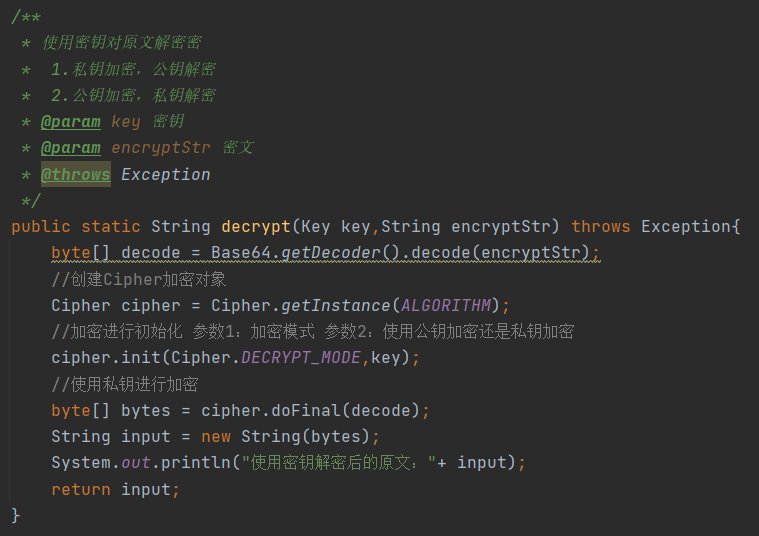 /**
 * 使用密钥对原文解密密
 *  1.私钥加密，公钥解密
 *  2.公钥加密，私钥解密
 * @param key 密钥
 * @param encryptStr 密文
 * @throws Exception
 */
public static String decrypt(Key key,String encryptStr) throws Exception{
    byte[] decode = Base64.getDecoder().decode(encryptStr);
    //创建Cipher加密对象
    Cipher cipher = Cipher.getInstance(ALGORITHM);
    //加密进行初始化 参数1：加密模式 参数2：使用公钥加密还是私钥加密
    cipher.init(Cipher.DECRYPT_MODE,key);
    //使用私钥进行加密
    byte[] bytes = cipher.doFinal(decode);
    String input = new String(bytes);
    System.out.println("使用密钥解密后的原文："+ input);
    return input;
}